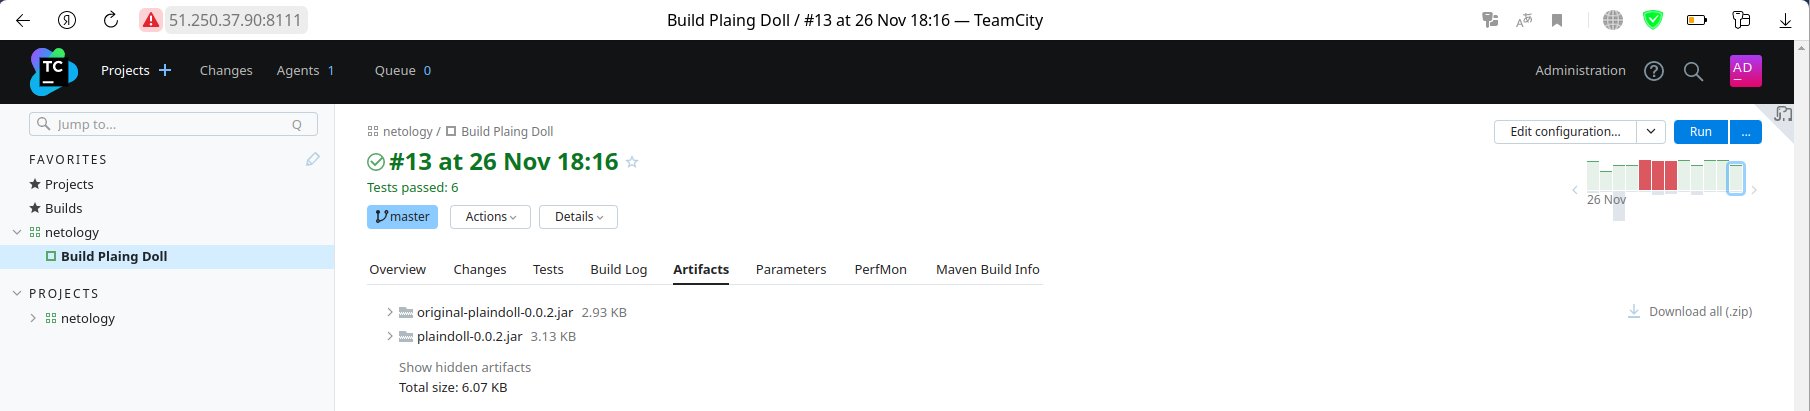 51.250.37.90:8111
Build Plaing Doll / #13 at 26 Nov 18:16 — TeamCity
TC
Projects
Changes
Agents 1
Queue 0
Administration
AD
Jump to... Q
FAVORITES
Projects
Builds
netology
Build Plaing Doll
PROJECTS
netology
netology / Build Plaing Doll
Edit configuration...
Run
...
#13 at 26 Nov 18:16
Tests passed: 6
26 Nov
master
Actions
Details
Overview Changes Tests Build Log Artifacts Parameters PerfMon Maven Build Info
original-plaindoll-0.0.2.jar 2.93 KB
Download all (.zip)
plaindoll-0.0.2.jar 3.13 KB
Show hidden artifacts
Total size: 6.07 KB